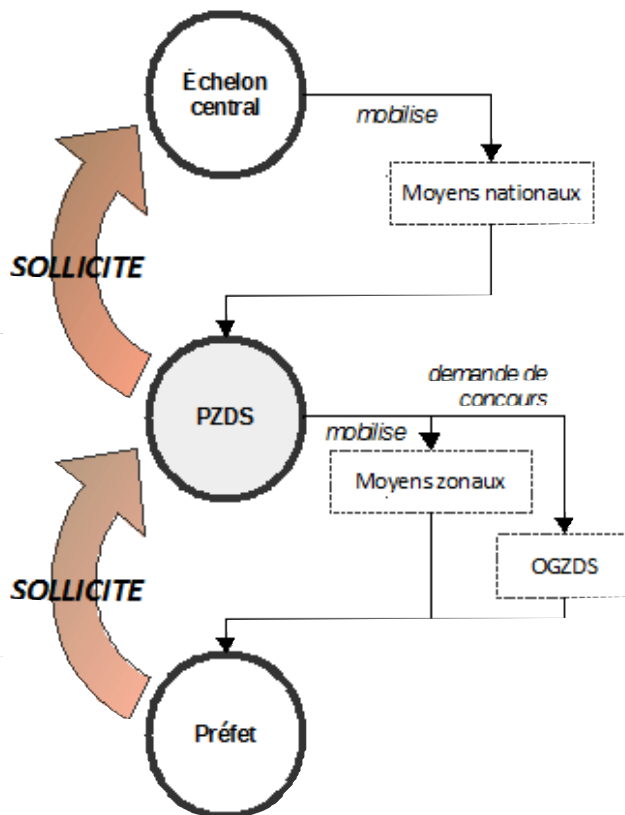 Échelon
central
mobilise
Moyens nationaux
SOLLICITE
demande de
concours
PZDS
mobilise
Moyens zonaux
OGZDS
SOLLICITE
Préfet